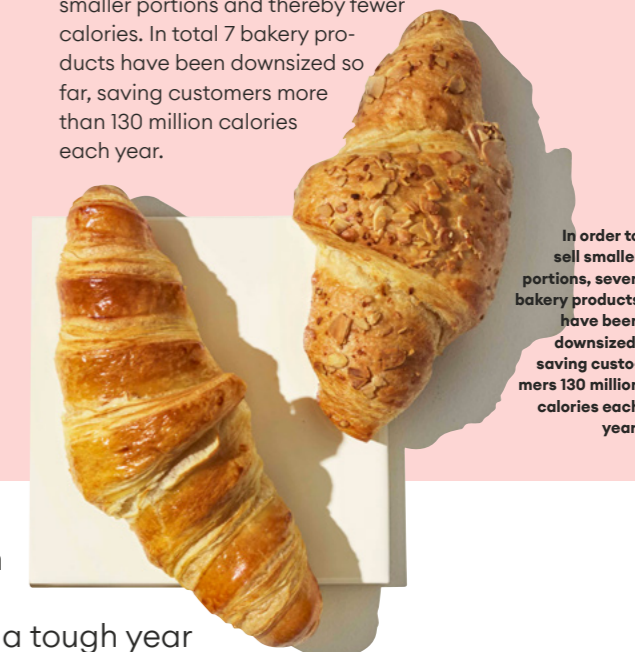 smaller portions and thereby fewer
calories. In total 7 bakery pro-
ducts have been downsized so
far, saving customers more
than 130 million calories
each year.
In order to
sell smaller
portions, seven
bakery products
have been
downsized,
saving custo-
mers 130 million
calories each
year
a tough year